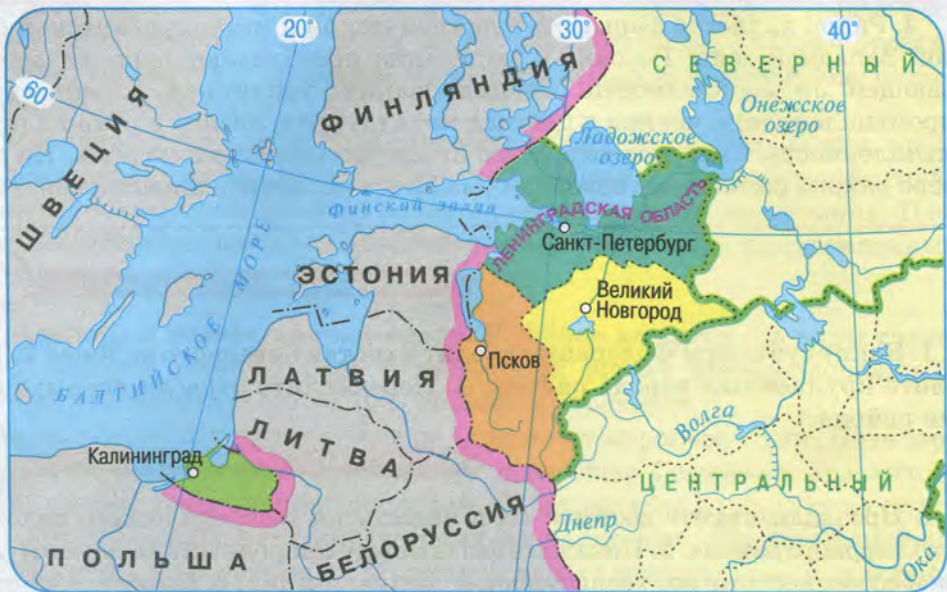 20°
30°
40°
60°
ШВЕЦИЯ
ФИНЛЯНДИЯ
СЕВЕРНЫЙ
Онежское
озеро
Ладожское
озеро
Финский залив
ЛЕНИНГРАДСКАЯ ОБЛАСТЬ
Санкт-Петербург
ЭСТОНИЯ
Великий
Новгород
БАЛТИЙСКОЕ МОРЕ
Псков
ЛАТВИЯ
ЛИТВА
Волга
Калининград
ЦЕНТРАЛЬНЫЙ
ПОЛЬША
БЕЛОРУССИЯ
Днепр
Ока